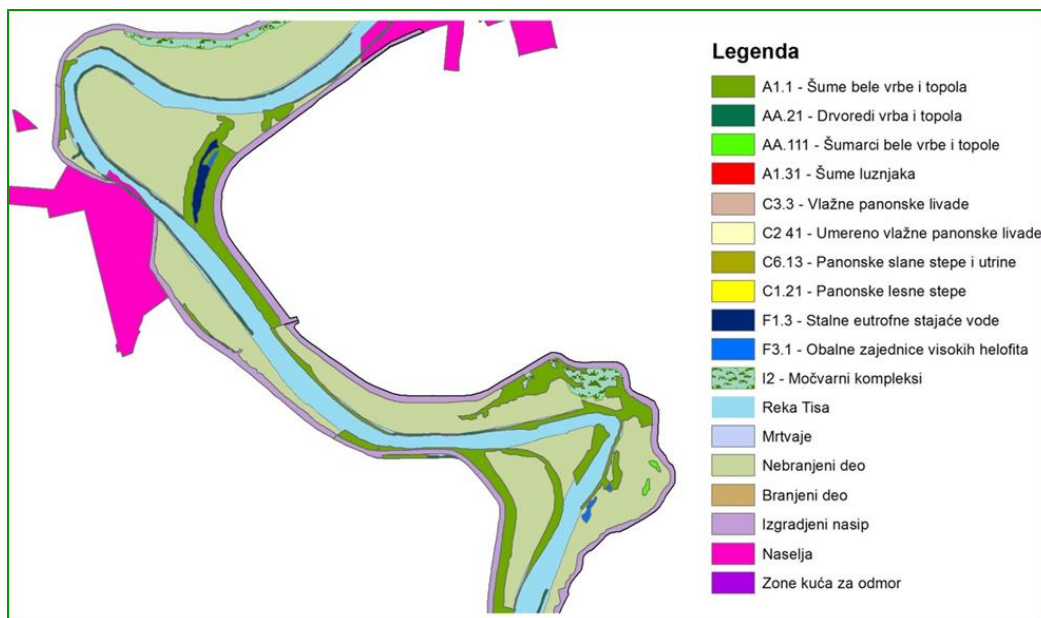 Legenda
A1.1 - Šume bele vrbe i topola
AA.21 - Drvoredi vrba i topola
AA.111 - Šumarci bele vrbe i topole
A1.31 - Šume luznjaka
C3.3 - Vlažne panonske livade
C2 41 - Umereno vlažne panonske livade
C6.13 - Panonske slane stepe i utrine
C1.21 - Panonske lesne stepe
F1.3 - Stalne eutrofne stajaće vode
F3.1 - Obalne zajednice visokih helofita
I2 - Močvarni kompleksi
Reka Tisa
Mrtvaje
Nebranjeni deo
Branjeni deo
Izgradjeni nasip
Naselja
Zone kuća za odmor